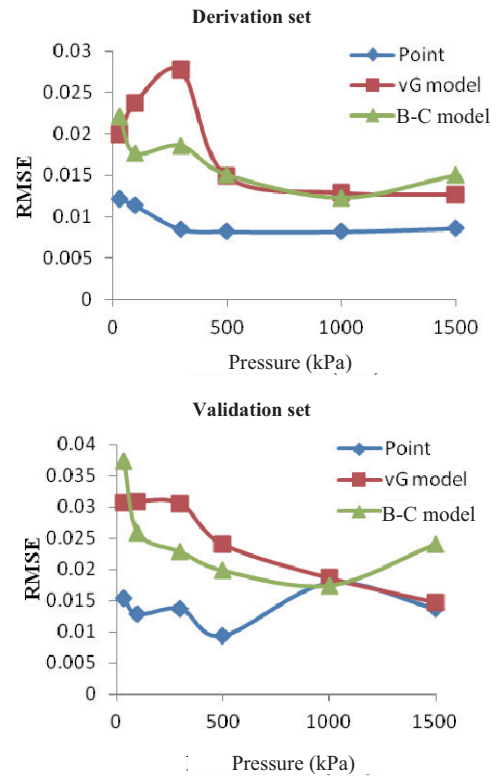 Derivation set
0.03
0.025
0.02
0.015
0.01
0.005
0
RMSE
Point
vG model
B-C model
0
500
1000
1500
Pressure (kPa)
Validation set
0.04
0.035
0.03
0.025
0.02
0.015
0.01
0.005
0
RMSE
Point
vG model
B-C model
0
500
1000
1500
Pressure (kPa)